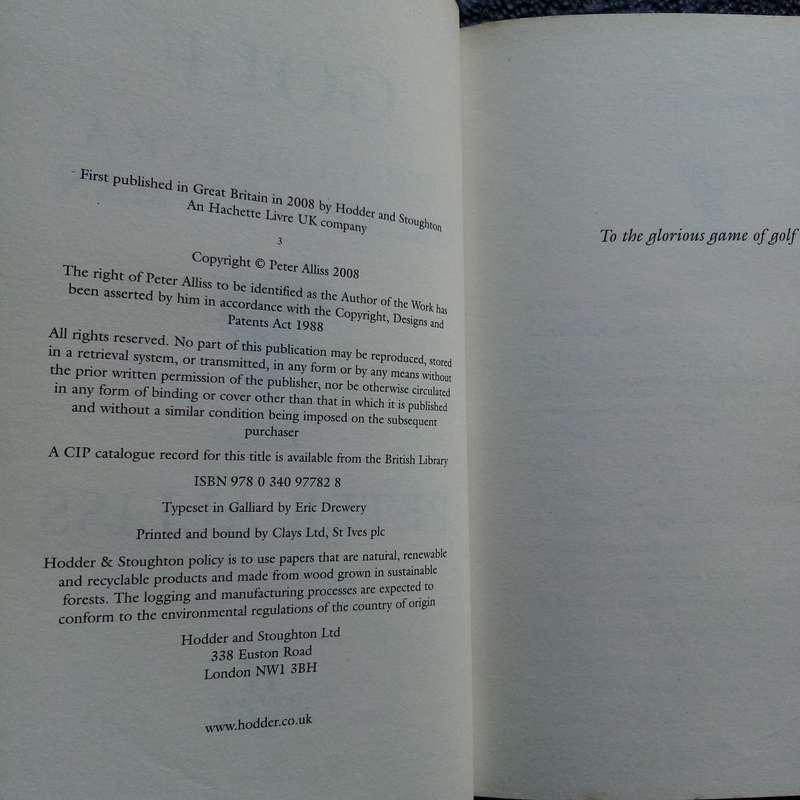 First published in Great Britain in 2008 by Hodder and Stoughton
An Hachette Livre UK company
3
Copyright © Peter Alliss 2008
The right of Peter Alliss to be identified as the Author of the Work has
been asserted by him in accordance with the Copyright, Designs and
Patents Act 1988
All rights reserved. No part of this publication may be reproduced, stored
in a retrieval system, or transmitted, in any form or by any means without
the prior written permission of the publisher, nor be otherwise circulated
in any form of binding or cover other than that in which it is published
and without a similar condition being imposed on the subsequent
purchaser
A CIP catalogue record for this title is available from the British Library
ISBN 978 0 340 97782 8
Typeset in Galliard by Eric Drewery
Printed and bound by Clays Ltd, St Ives plc
Hodder & Stoughton policy is to use papers that are natural, renewable
and recyclable products and made from wood grown in sustainable
forests. The logging and manufacturing processes are expected to
conform to the environmental regulations of the country of origin
Hodder and Stoughton Ltd
338 Euston Road
London NW1 3BH
www.hodder.co.uk
To the glorious game of golf